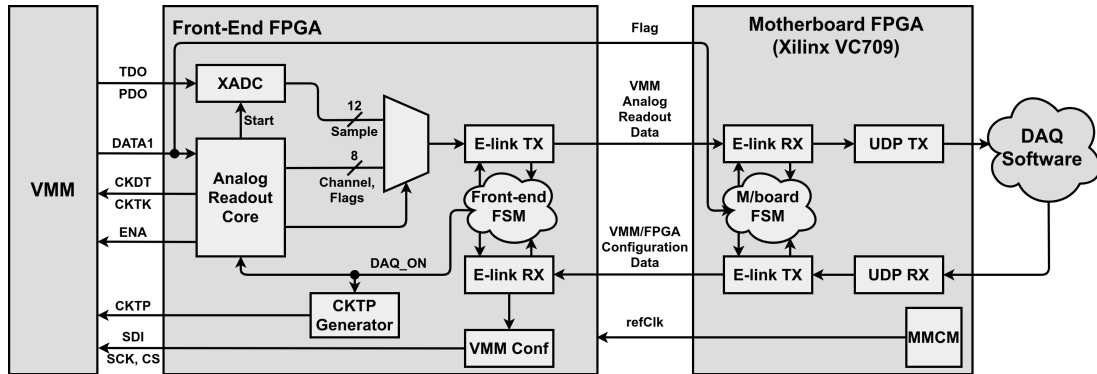 Front-End FPGA
Motherboard FPGA
(Xilinx VC709)
Flag
VMM
TDO
PDO
XADC
Start
12
Sample
DATA1
8
Channel,
Flags
Analog
Readout
Core
CKDT
CKTK
ENA
E-link TX
Front-end
FSM
E-link RX
DAQ_ON
CKTP
CKTP
Generator
SDI
SCK, CS
VMM Conf
VMM
Analog
Readout
Data
VMM/FPGA
Configuration
Data
refClk
E-link RX
UDP TX
M/board
FSM
E-link TX
UDP RX
MMCM
DAQ
Software